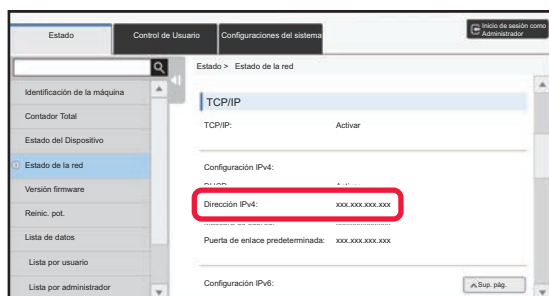 Estado
Control de Usuario
Configuraciones del sistema
Inicio de sesión como
Administrador
Estado > Estado de la red
Identificación de la máquina
Contador Total
Estado del Dispositivo
Estado de la red
Versión firmware
Reinic. pot.
Lista de datos
Lista por usuario
Lista por administrador
TCP/IP
TCP/IP: Activar
Configuración IPv4:
Dirección IPv4: xxx.xxx.xxx.xxx
Puerta de enlace predeterminada: xxx.xxx.xxx.xxx
Configuración IPv6:
Sup. pág.